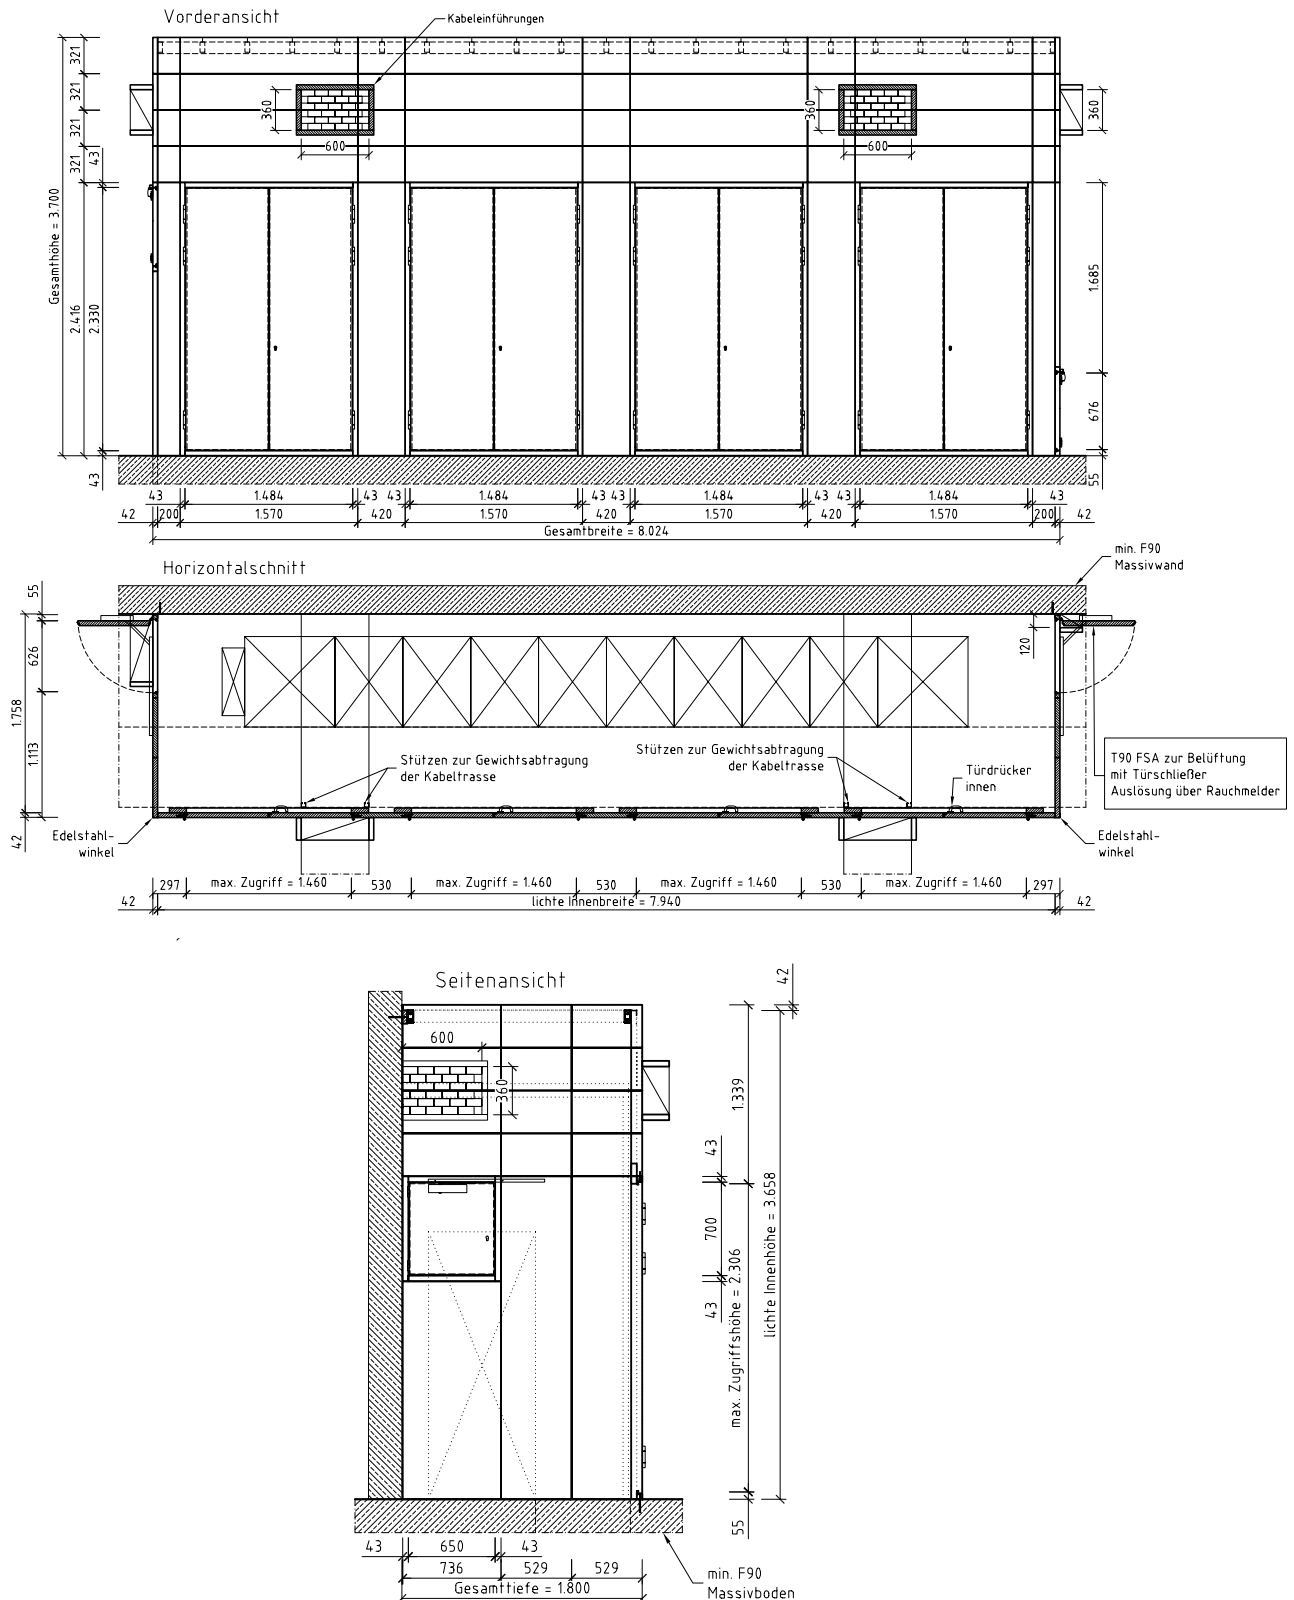 Vorderansicht
Kabeleinführungen
321
321
321
321
43
360
600
360
600
360
Gesamthöhe = 3.700
2.416
2.330
43
1.685
676
55
43
1.484
43
43
1.484
43
43
1.484
43
43
1.484
43
42
200
1.570
420
1.570
420
1.570
420
1.570
200
42
Gesamtbreite = 8.024
Horizontalschnitt
min. F90
Massivwand
55
626
1.758
1.113
42
120
Stützen zur Gewichtsabtragung
der Kabeltrasse
Stützen zur Gewichtsabtragung
der Kabeltrasse
Türdrücker
innen
T90 FSA zur Belüftung
mit Türschließer
Auslösung über Rauchmelder
Edelstahl-
winkel
Edelstahl-
winkel
297
max. Zugriff = 1.460
530
max. Zugriff = 1.460
530
max. Zugriff = 1.460
530
max. Zugriff = 1.460
297
42
lichte Innenbreite = 7.940
42
Seitenansicht
42
600
360
1.339
43
700
43
max. Zugriffshöhe = 2.306
lichte Innenhöhe = 3.658
55
43
650
43
736
529
529
Gesamttiefe = 1.800
min. F90
Massivboden